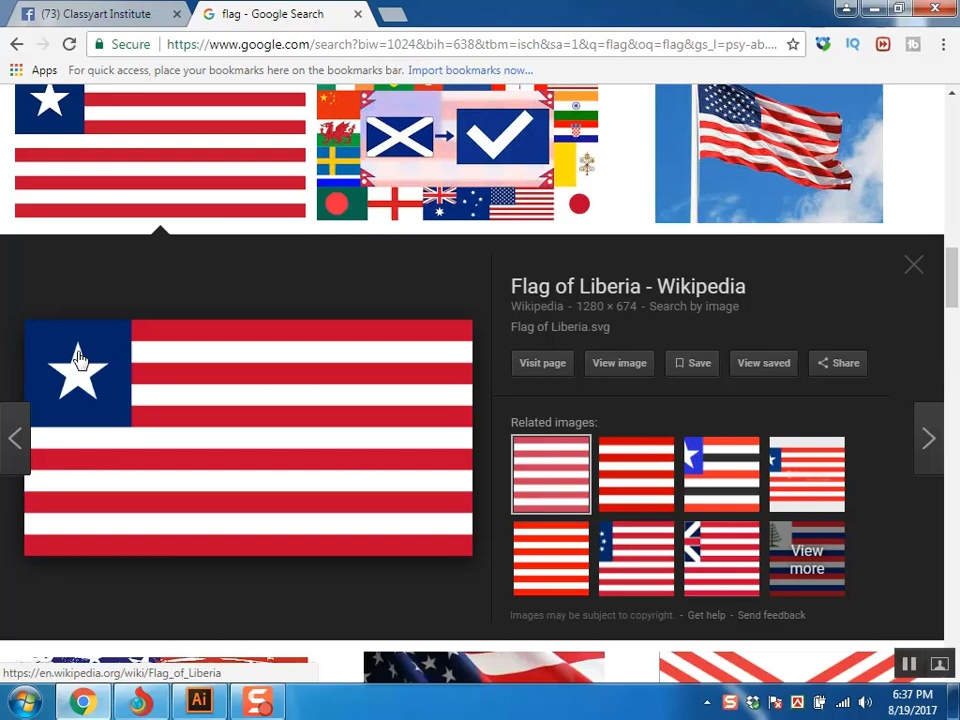 (73) Classyart Institute
flag - Google Search
Secure
https://www.google.com/search?biw=1024&bih=638&tbm=isch&sa=1&q=flag&oq=flag&gs_l=psy-ab....
Apps
For quick access, place your bookmarks here on the bookmarks bar. Import bookmarks now...
Flag of Liberia - Wikipedia
Wikipedia - 1280 × 674 - Search by image
Flag of Liberia.svg
Visit page
View image
Save
View saved
Share
Related images:
View
more
Images may be subject to copyright. - Get help - Send feedback
https://en.wikipedia.org/wiki/Flag_of_Liberia
Ai
6:37 PM
8/19/2017